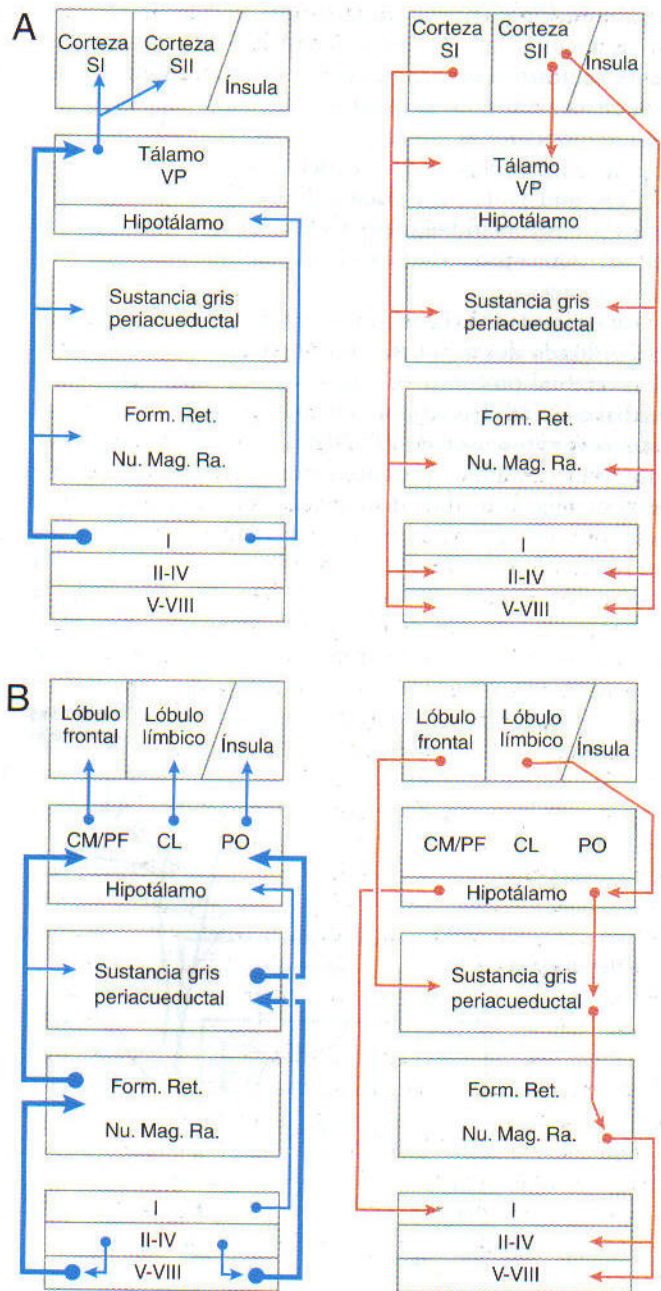 A
Corteza
SI
Corteza
SII
Ínsula
Tálamo
VP
Hipotálamo
Sustancia gris
periacueductal
Form. Ret.
Nu. Mag. Ra.
I
II-IV
V-VIII
Corteza
SI
Corteza
SII
Ínsula
Tálamo
VP
Hipotálamo
Sustancia gris
periacueductal
Form. Ret.
Nu. Mag. Ra.
I
II-IV
V-VIII
B
Lóbulo
frontal
Lóbulo
límbico
Ínsula
CM/PF CL PO
Hipotálamo
Sustancia gris
periacueductal
Form. Ret.
Nu. Mag. Ra.
I
II-IV
V-VIII
Lóbulo
frontal
Lóbulo
límbico
Ínsula
CM/PF CL PO
Hipotálamo
Sustancia gris
periacueductal
Form. Ret.
Nu. Mag. Ra.
I
II-IV
V-VIII